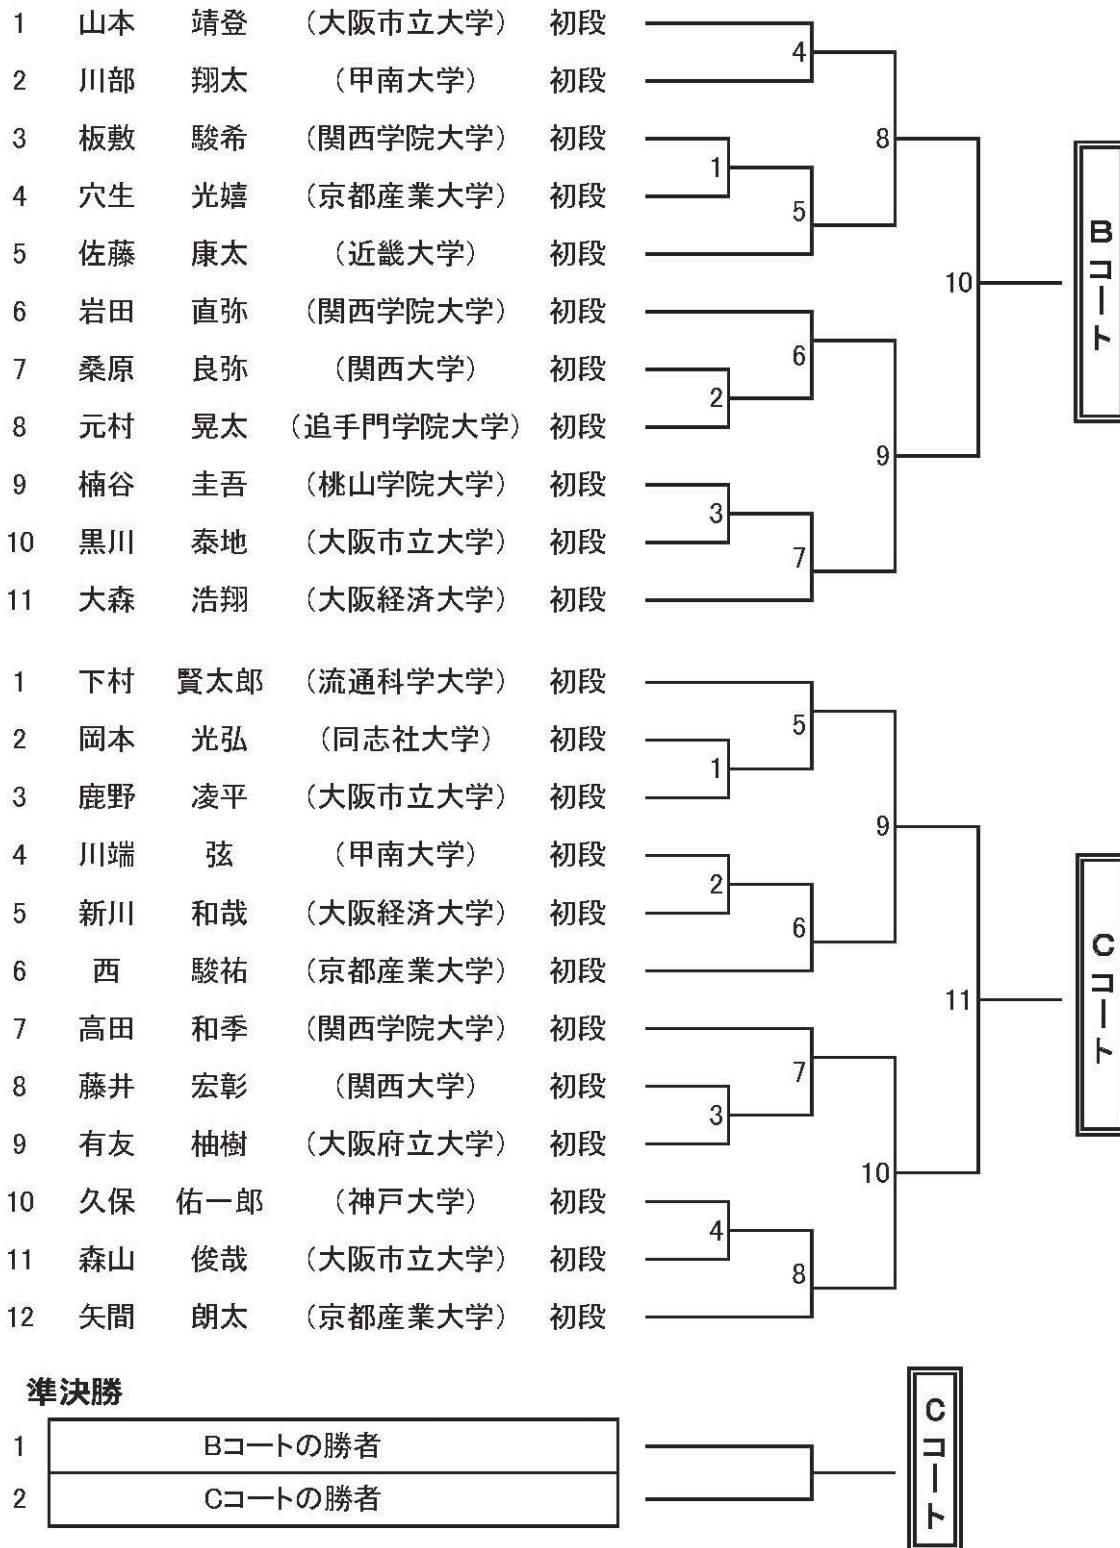 1 山本 靖登 （大阪市立大学） 初段
2 川部 翔太 （甲南大学） 初段
3 板敷 駿希 （関西学院大学） 初段
4 穴生 光嬉 （京都産業大学） 初段
5 佐藤 康太 （近畿大学） 初段
6 岩田 直弥 （関西学院大学） 初段
7 桑原 良弥 （関西大学） 初段
8 元村 晃太 （追手門学院大学） 初段
9 楠谷 圭吾 （桃山学院大学） 初段
10 黒川 泰地 （大阪市立大学） 初段
11 大森 浩翔 （大阪経済大学） 初段
4
8
1
5
10
6
2
9
3
7
Bコート
1 下村 賢太郎 （流通科学大学） 初段
2 岡本 光弘 （同志社大学） 初段
3 鹿野 凌平 （大阪市立大学） 初段
4 川端 弦 （甲南大学） 初段
5 新川 和哉 （大阪経済大学） 初段
6 西 駿祐 （京都産業大学） 初段
7 高田 和季 （関西学院大学） 初段
8 藤井 宏彰 （関西大学） 初段
9 有友 柚樹 （大阪府立大学） 初段
10 久保 佑一郎 （神戸大学） 初段
11 森山 俊哉 （大阪市立大学） 初段
12 矢間 朗太 （京都産業大学） 初段
5
1
9
2
6
11
7
3
10
4
8
Cコート
準決勝
1 Bコートの勝者
2 Cコートの勝者
Cコート